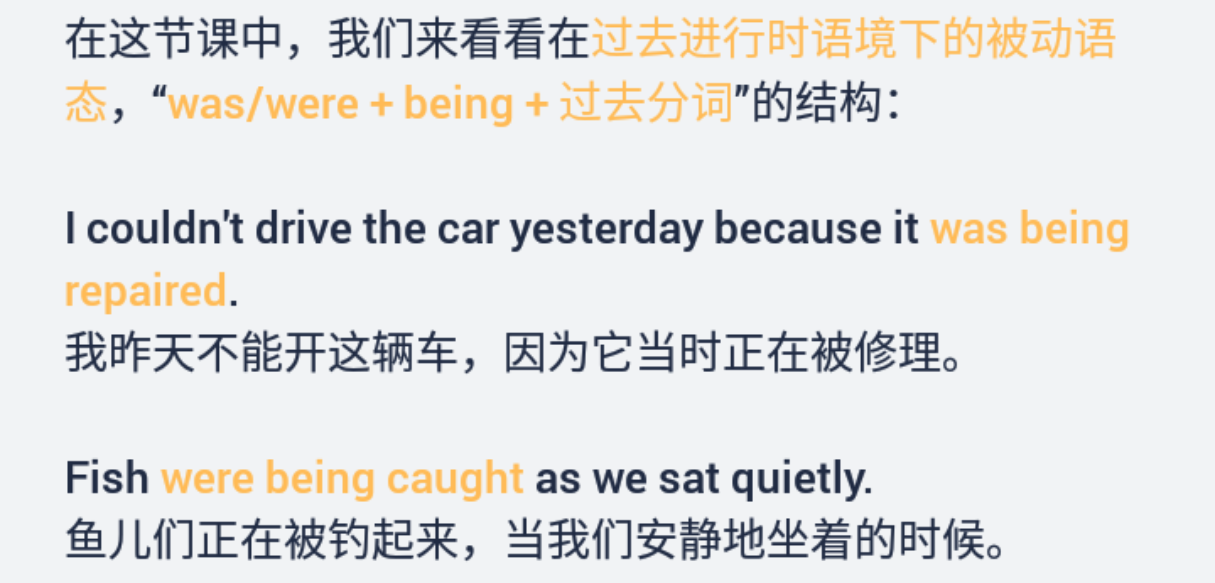 在这节课中，我们来看看在过去进行时语境下的被动语
态，“was/were + being + 过去分词”的结构：
I couldn't drive the car yesterday because it was being
repaired.
我昨天不能开这辆车，因为它当时正在被修理。
Fish were being caught as we sat quietly.
鱼儿们正在被钓起来，当我们安静地坐着的时候。